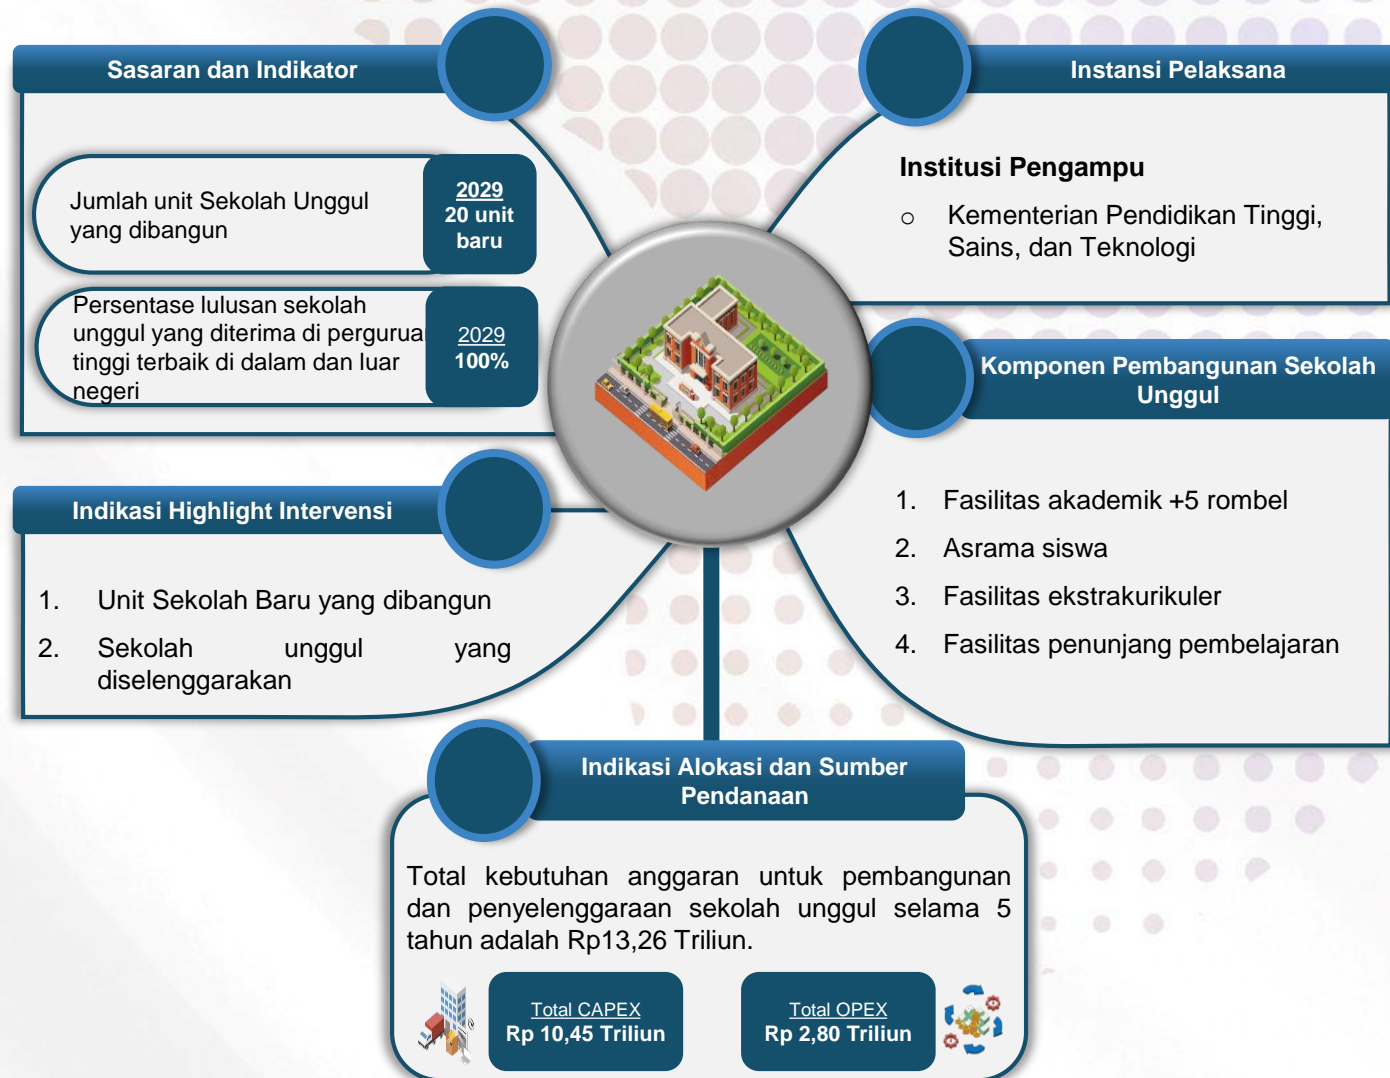 Sasaran dan Indikator
Jumlah unit Sekolah Unggul
yang dibangun
2029
20 unit
baru
Persentase lulusan sekolah
unggul yang diterima di perguruan
tinggi terbaik di dalam dan luar
negeri
2029
100%
Instansi Pelaksana
Institusi Pengampu
o Kementerian Pendidikan Tinggi,
Sains, dan Teknologi
Komponen Pembangunan Sekolah
Unggul
1. Fasilitas akademik +5 rombel
2. Asrama siswa
3. Fasilitas ekstrakurikuler
4. Fasilitas penunjang pembelajaran
Indikasi Highlight Intervensi
1. Unit Sekolah Baru yang dibangun
2. Sekolah unggul yang
diselenggarakan
Indikasi Alokasi dan Sumber
Pendanaan
Total kebutuhan anggaran untuk pembangunan
dan penyelenggaraan sekolah unggul selama 5
tahun adalah Rp13,26 Triliun.
Total CAPEX
Rp 10,45 Triliun
Total OPEX
Rp 2,80 Triliun